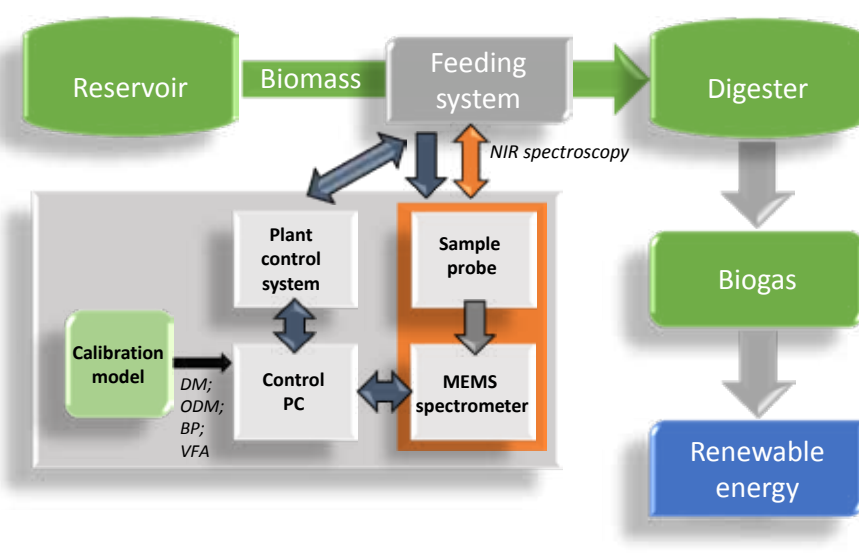 Reservoir
Biomass
Feeding
system
Digester
NIR spectroscopy
Plant
control
system
Sample
probe
Biogas
Calibration
model
DM;
ODM;
BP;
VFA
Control
PC
MEMS
spectrometer
Renewable
energy